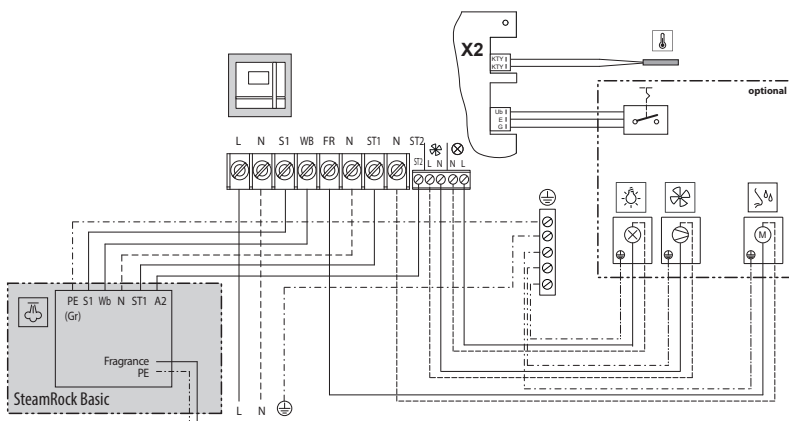 X2
KTY
KTY
optional
Ub
E
G
L N S1 WB FR N ST1 N ST2
ST2 L N N L
M
PE S1 Wb N ST1 A2
(Gr)
Fragrance
PE
SteamRock Basic
L N